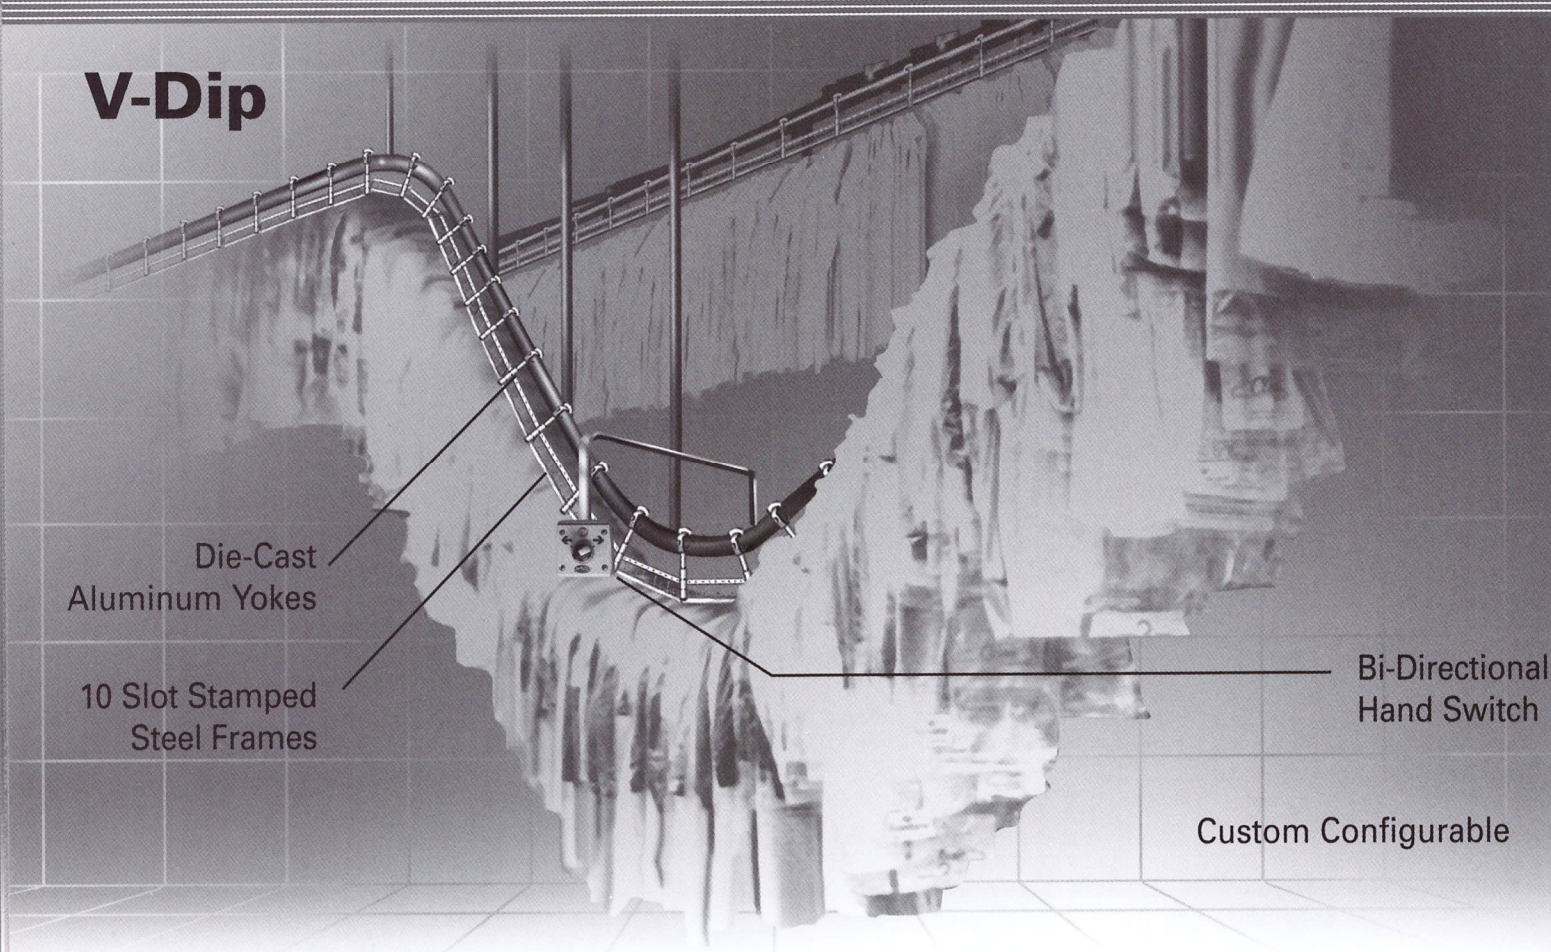 V-Dip
Die-Cast
Aluminum Yokes
10 Slot Stamped
Steel Frames
Bi-Directional
Hand Switch
Custom Configurable